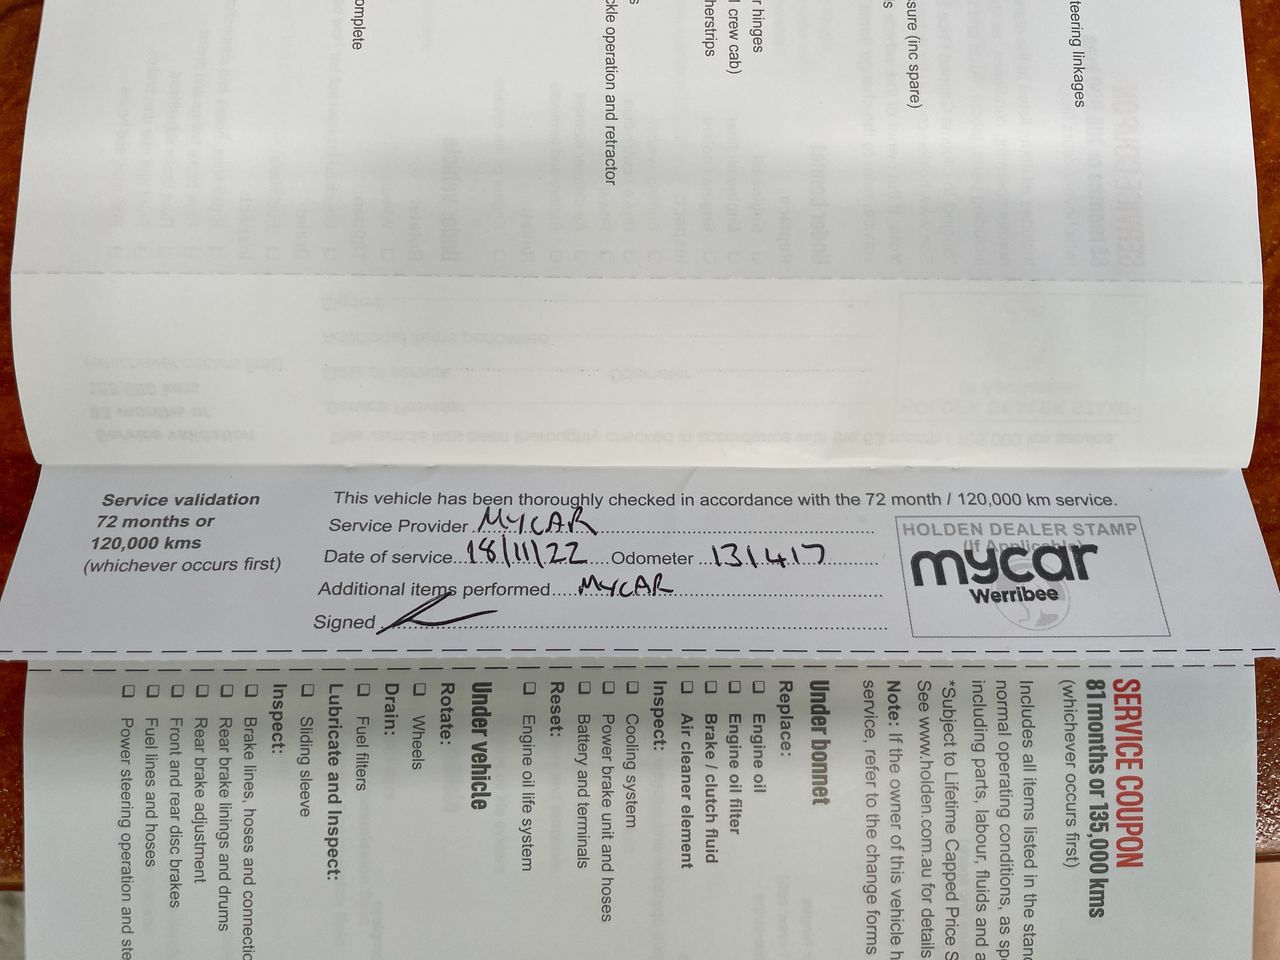 teering linkages
sure (inc spare)
s
r hinges
l crew cab)
herstrips
s
ckle operation and retractor
omplete
Service validation
72 months or
120,000 kms
(whichever occurs first)
This vehicle has been thoroughly checked in accordance with the 72 month / 120,000 km service.
Service Provider MYCAR
Date of service 18/11/22 Odometer 131417
Additional items performed MYCAR
Signed
HOLDEN DEALER STAMP
(If Applicable)
mycar
Werribee
SERVICE COUPON
81 months or 135,000 kms
(whichever occurs first)
Includes all items listed in the stand
normal operating conditions, as spe
including parts, labour, fluids and a
*Subject to Lifetime Capped Price S
See www.holden.com.au for details
Note: If the owner of this vehicle h
service, refer to the change forms
Under bonnet
Replace:
☐ Engine oil
☐ Engine oil filter
☐ Brake / clutch fluid
☐ Air cleaner element
Inspect:
☐ Cooling system
☐ Power brake unit and hoses
☐ Battery and terminals
Reset:
☐ Engine oil life system
Under vehicle
Rotate:
☐ Wheels
Drain:
☐ Fuel filters
Lubricate and Inspect:
☐ Sliding sleeve
Inspect:
☐ Brake lines, hoses and connectio
☐ Rear brake linings and drums
☐ Rear brake adjustment
☐ Front and rear disc brakes
☐ Fuel lines and hoses
☐ Power steering operation and ste